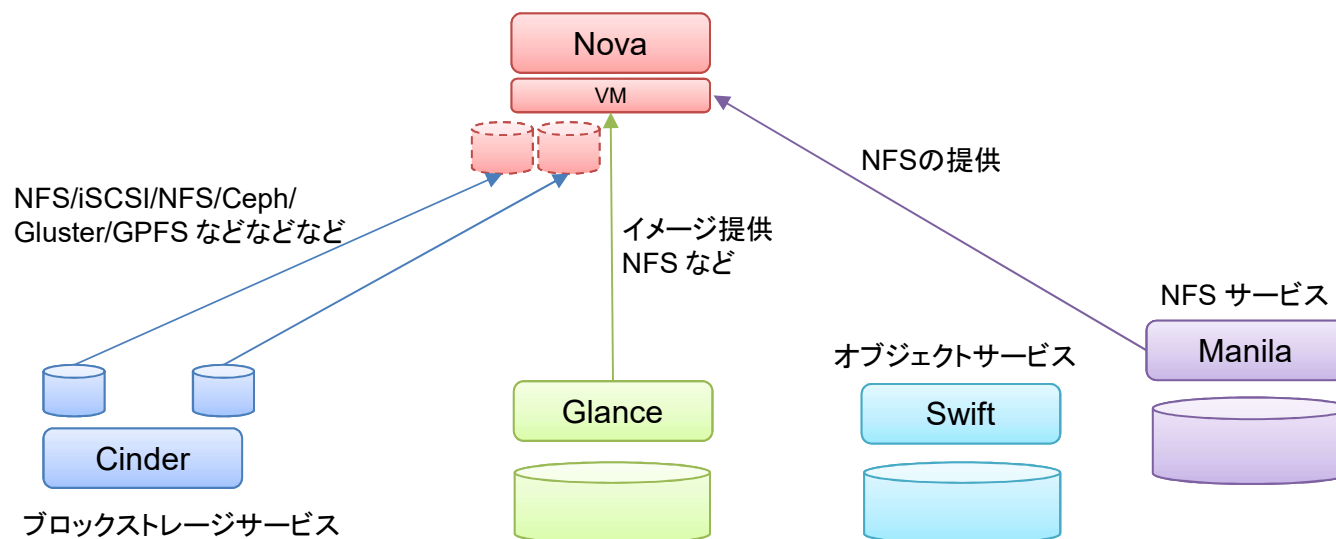 Nova
VM
NFSの提供
NFS/iSCSI/NFS/Ceph/
Gluster/GPFS などなどなど
イメージ提供
NFS など
NFS サービス
Manila
オブジェクトサービス
Glance
Swift
Cinder
ブロックストレージサービス